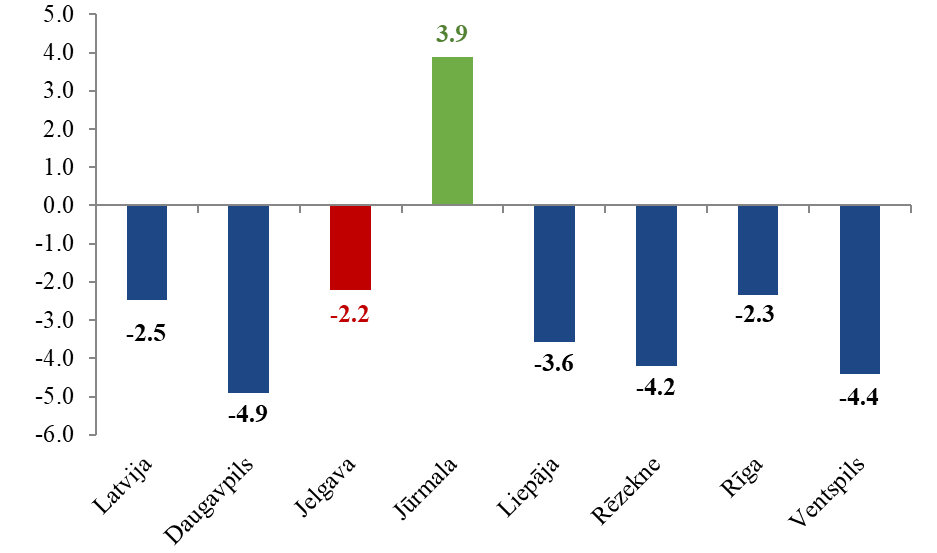 5.0
4.0
3.0
2.0
1.0
0.0
-1.0
-2.0
-3.0
-4.0
-5.0
-6.0
-2.5
-4.9
-2.2
3.9
-3.6
-4.2
-2.3
-4.4
Latvija
Daugavpils
Jelgava
Jūrmala
Liepāja
Rēzekne
Rīga
Ventspils